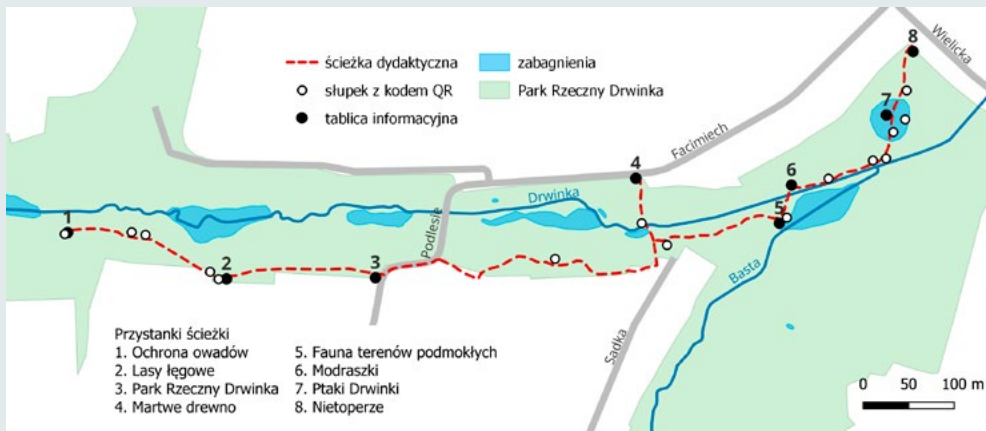 8
Wielicka
ścieżka dydaktyczna
zabagnienia
słupek z kodem QR
Park Rzeczny Drwinka
tablica informacyjna
7
Facimiech
4
6
Drwinka
1
Podlesie
5
2
3
Basta
Sadka
Przystanki ścieżki
1. Ochrona owadów
2. Lasy łęgowe
3. Park Rzeczny Drwinka
4. Martwe drewno
5. Fauna terenów podmokłych
6. Modraszki
7. Ptaki Drwinki
8. Nietoperze
0 50 100 m